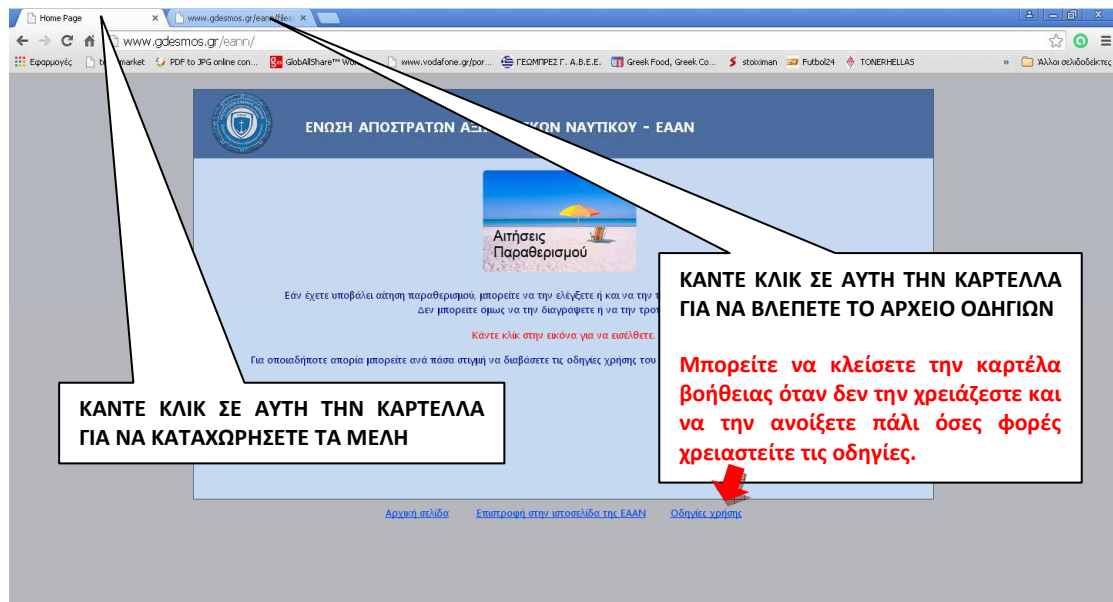 Home Page
www.gdesmos.gr/eann/files
www.gdesmos.gr/eann/
Εφαρμογές
market
PDF to JPG online con...
GlobAllShare™
www.vodafone.gr/por...
ΓΕΩΜΠΡΕΣ Γ. Α.Β.Ε.Ε.
Greek Food, Greek Co...
stoiximan
Futbol24
TONERHELLAS
»
Άλλοι σελιδοδείκτες
ΕΝΩΣΗ ΑΠΟΣΤΡΑΤΩΝ ΝΑΥΤΙΚΟΥ - ΕΑΑΝ
Αιτήσεις
Παραθερισμού
Εάν έχετε υποβάλει αίτηση παραθερισμού, μπορείτε να την ελέγξετε ή και να την
Δεν μπορείτε όμως να την διαγράψετε ή να την
Κάντε κλικ στην εικόνα για να εισέλθετε.
Για οποιαδήποτε απορία μπορείτε ανά πάσα στιγμή να διαβάσετε τις οδηγίες χρήσης του
ΚΑΝΤΕ ΚΛΙΚ ΣΕ ΑΥΤΗ ΤΗΝ ΚΑΡΤΕΛΛΑ
ΓΙΑ ΝΑ ΒΛΕΠΕΤΕ ΤΟ ΑΡΧΕΙΟ ΟΔΗΓΙΩΝ
Μπορείτε να κλείσετε την καρτέλα
βοήθειας όταν δεν την χρειάζεστε και
να την ανοίξετε πάλι όσες φορές
χρειαστείτε τις οδηγίες.
ΚΑΝΤΕ ΚΛΙΚ ΣΕ ΑΥΤΗ ΤΗΝ ΚΑΡΤΕΛΛΑ
ΓΙΑ ΝΑ ΚΑΤΑΧΩΡΗΣΕΤΕ ΤΑ ΜΕΛΗ
Αρχική σελίδα
Επιστροφή στην ιστοσελίδα της ΕΑΑΝ
Οδηγίες χρήσης